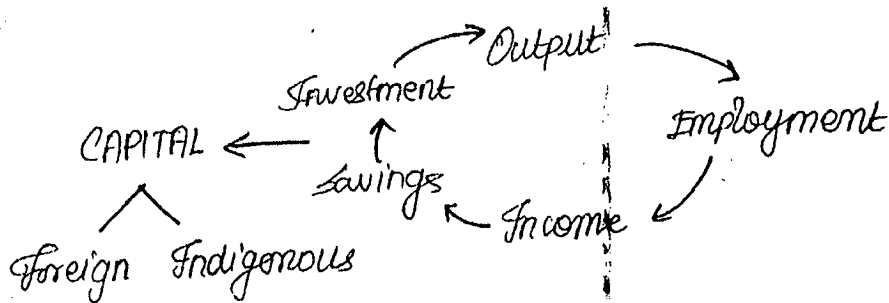 Output
Investment
Employment
CAPITAL
Savings
Income
Foreign Indigenous